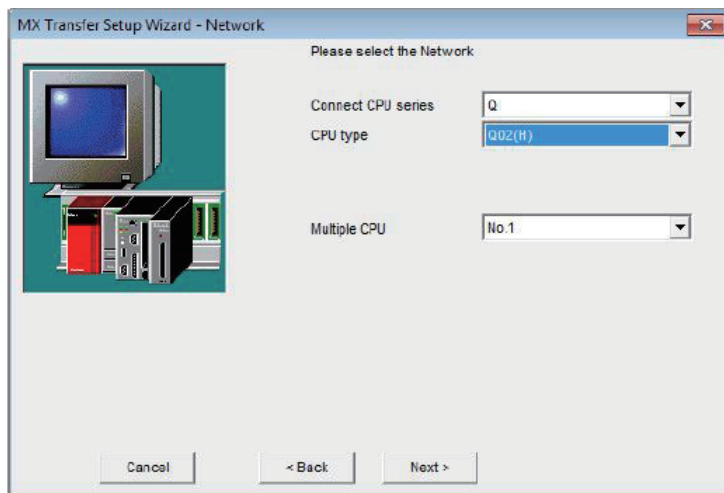 MX Transfer Setup Wizard - Network
Please select the Network
Connect CPU series Q
CPU type Q02(H)
Multiple CPU No.1
Cancel < Back Next >